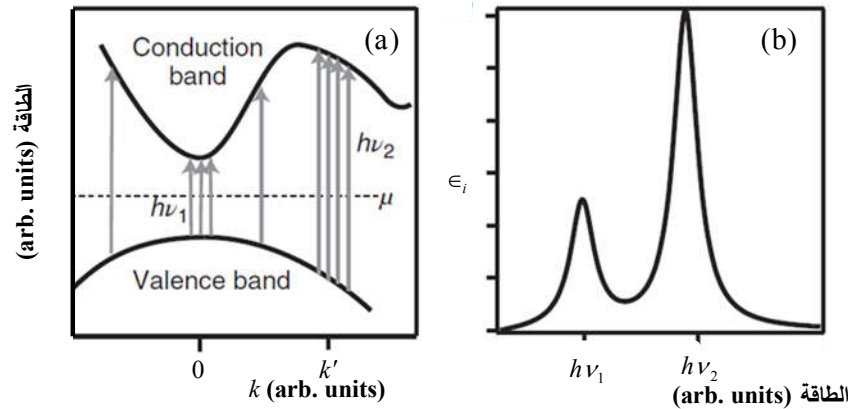 (a)
Conduction
band
hν₂
μ
hν₁
Valence band
0
k′
k (arb. units)
الطاقة (arb. units)
(b)
∈ᵢ
hν₁
hν₂
الطاقة (arb. units)